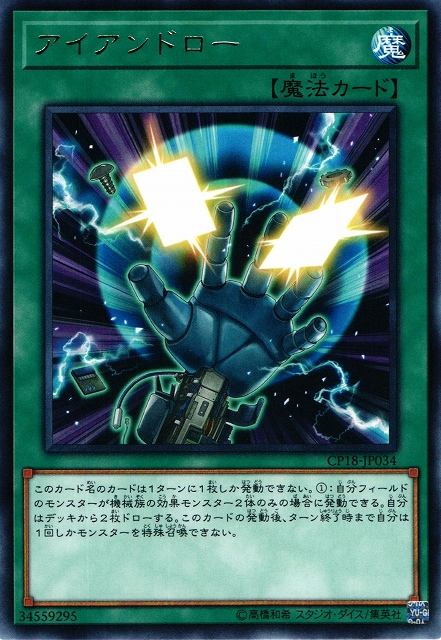 アイアンドロー
魔
【魔法カード】
CP18-JP034
このカード名のカードは1ターンに1枚しか発動できない。①：自分フィールド
のモンスターが機械族の効果モンスター2体のみの場合に発動できる。自分
はデッキから2枚ドローする。このカードの発動後、ターン終了時まで自分は
1回しかモンスターを特殊召喚できない。
34559295
©高橋和希 スタジオ・ダイス/集英社